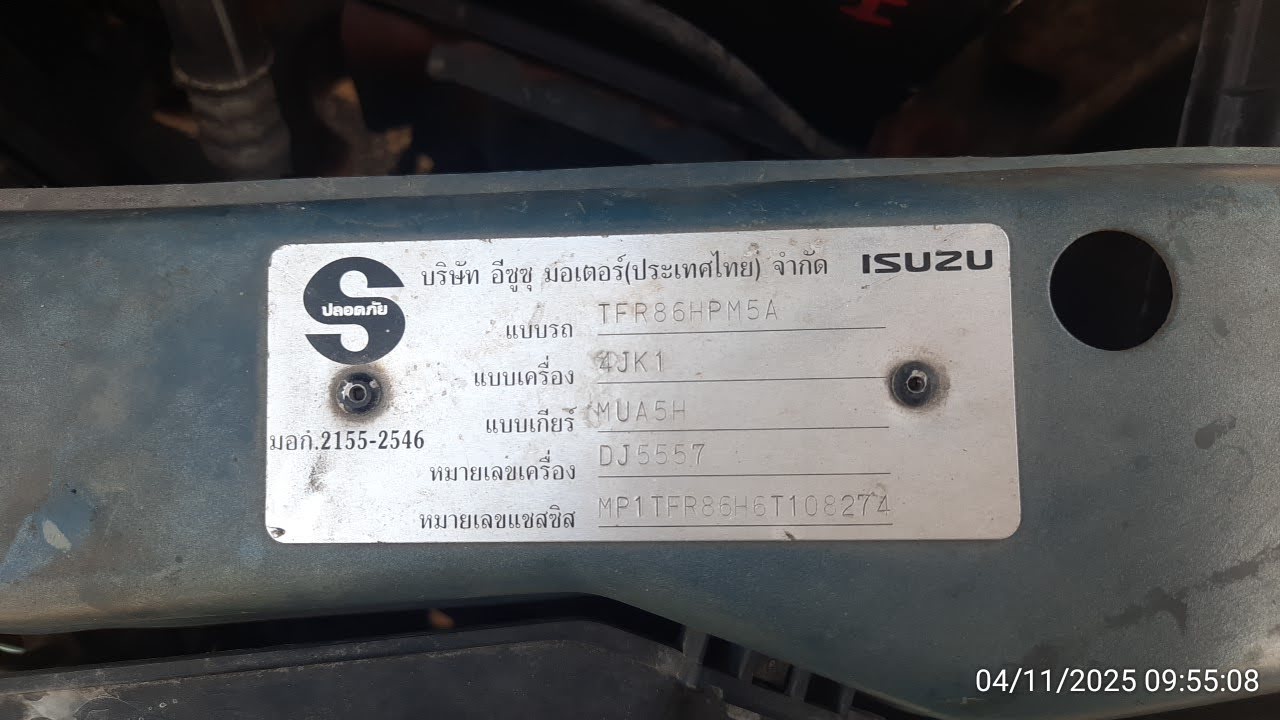 บริษัท อีซูซุ มอเตอร์(ประเทศไทย) จำกัด ISUZU
S
ปลอดภัย
แบบรถ TFR86HPM5A
แบบเครื่อง 4JK1
แบบเกียร์ MUA5H
มอก.2155-2546
หมายเลขเครื่อง DJ5557
หมายเลขแชสซิส MP1TFR86H6T108274
04/11/2025 09:55:08